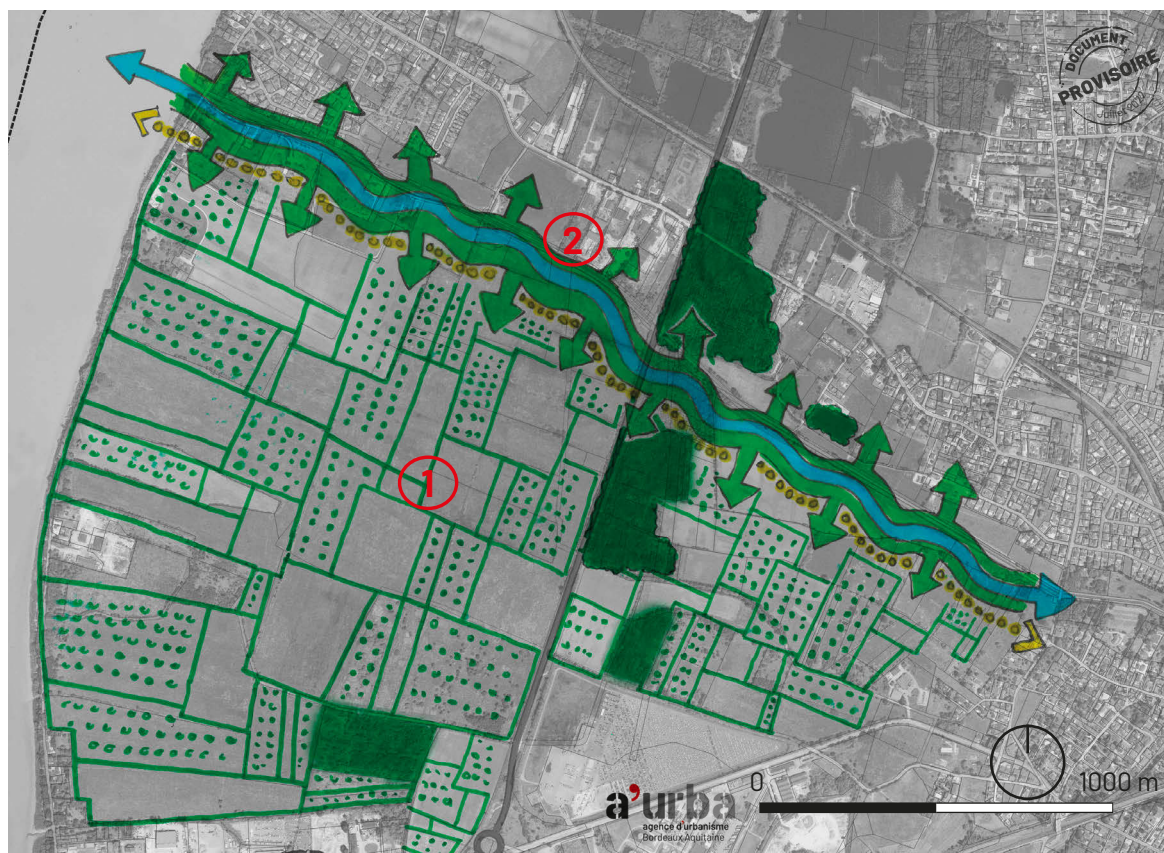 DOCUMENT
PROVISOIRE
2
1
0
1000 m
a'urba
agence d'urbanisme
Bordeaux Aquitaine